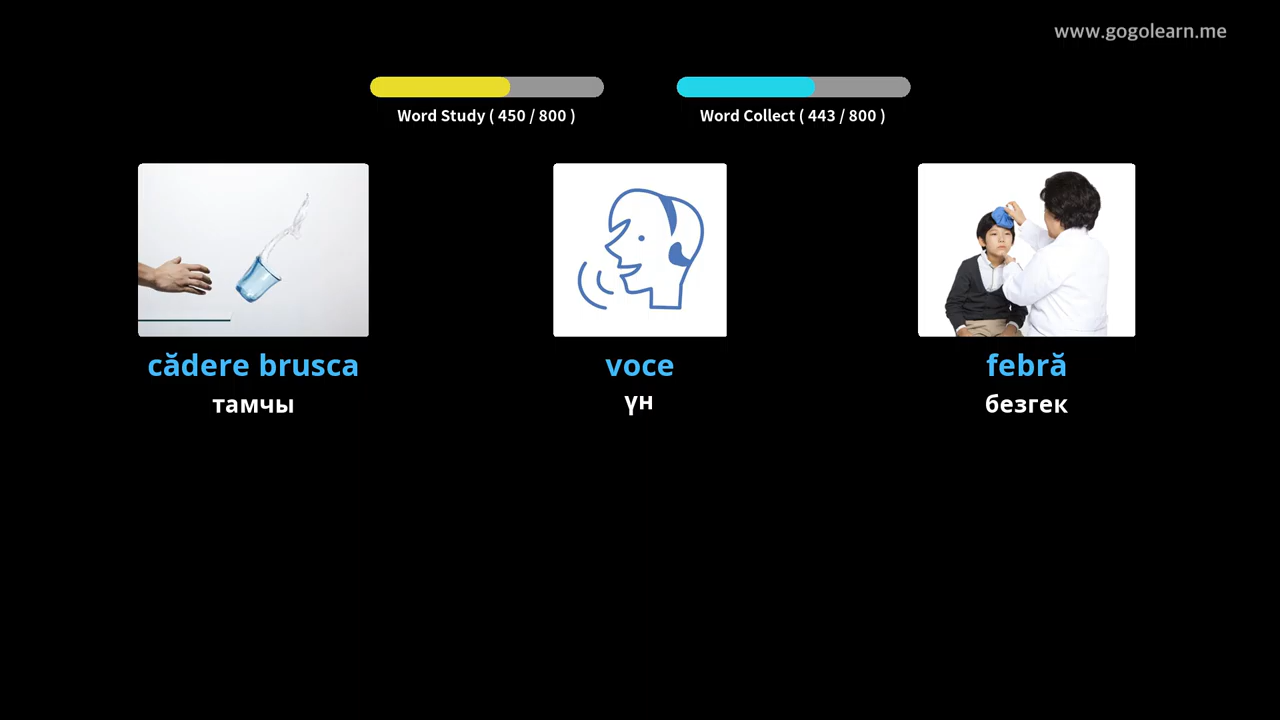 www.gogolearn.me
Word Study ( 450 / 800 )
Word Collect ( 443 / 800 )
cădere brusca
voce
febră
тамчы
үн
безгек